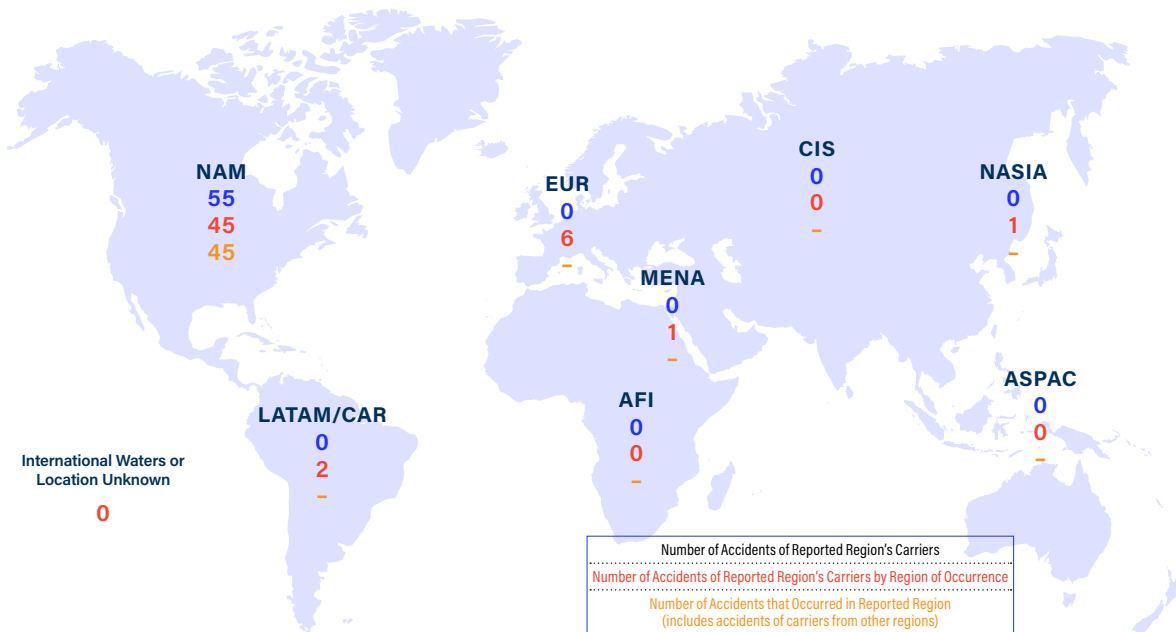 NAM
55
45
45
EUR
0
6
–
CIS
0
0
–
NASIA
0
1
–
MENA
0
1
–
ASPAC
0
0
–
AFI
0
0
–
LATAM/CAR
0
2
–
International Waters or
Location Unknown
0
Number of Accidents of Reported Region's Carriers
Number of Accidents of Reported Region's Carriers by Region of Occurrence
Number of Accidents that Occurred in Reported Region
(includes accidents of carriers from other regions)